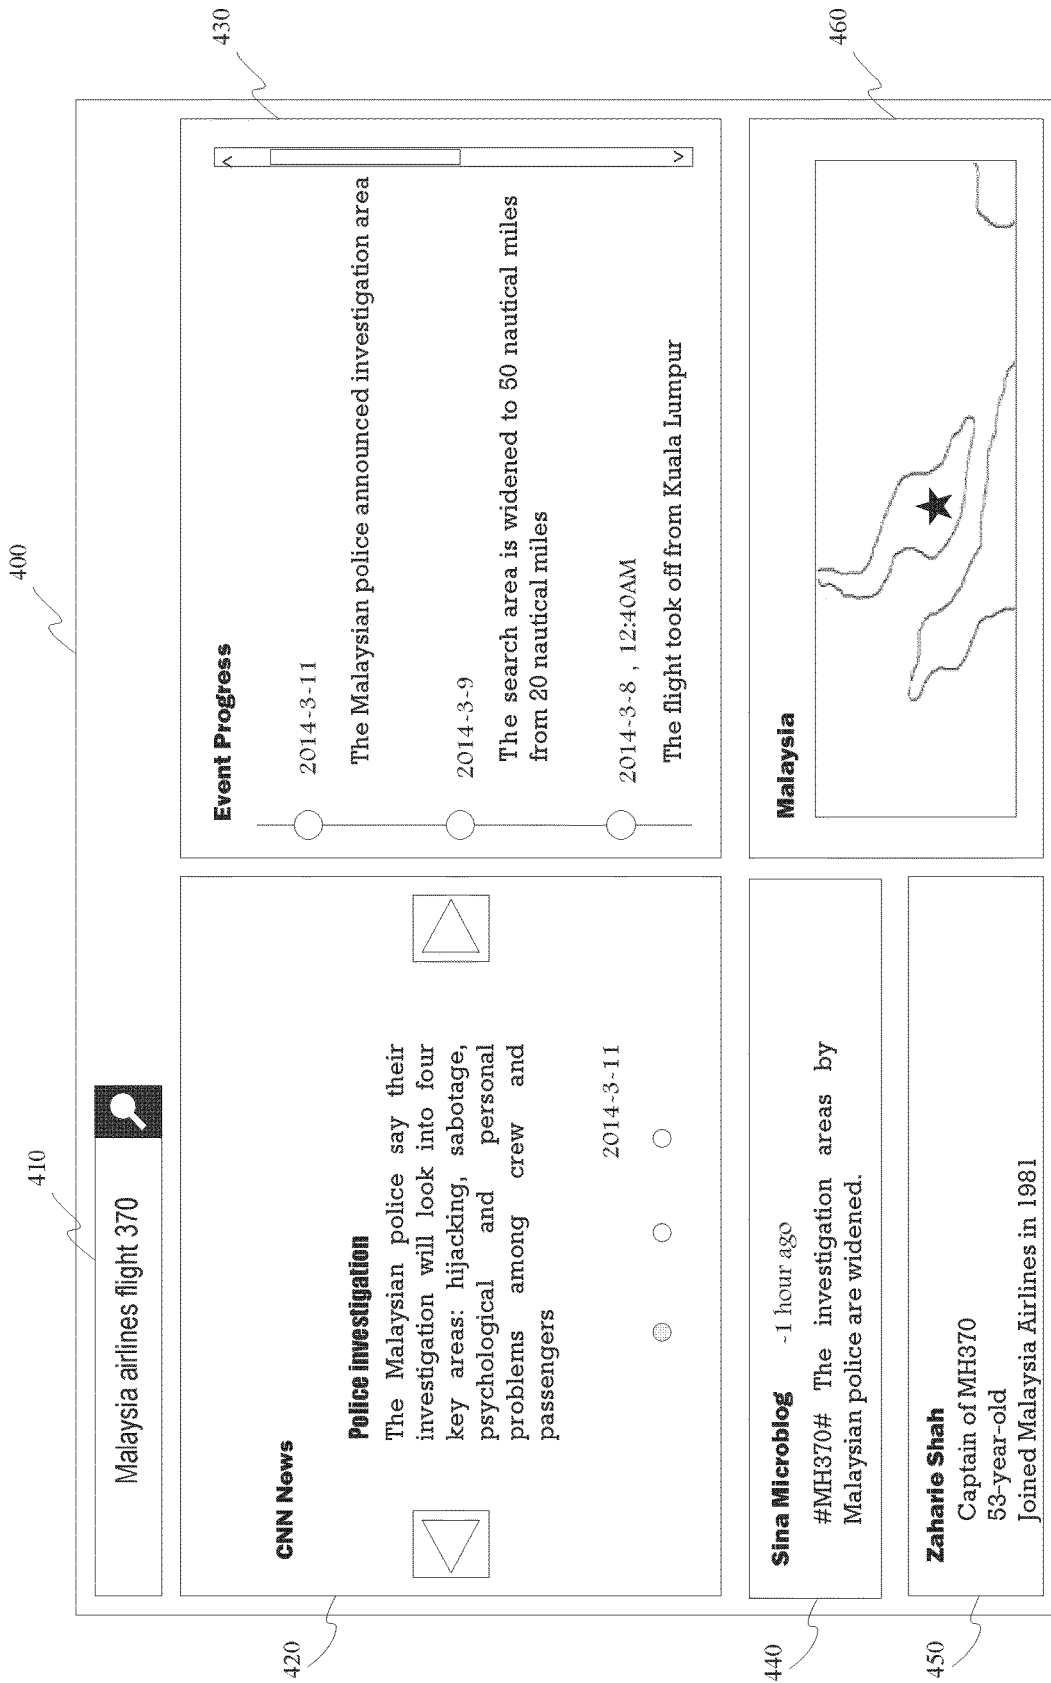 400
410
Malaysia airlines flight 370
420
CNN News
Police investigation
The Malaysian police say their
investigation will look into four
key areas: hijacking, sabotage,
psychological and personal
problems among crew and
passengers
2014-3-11
430
Event Progress
2014-3-11
The Malaysian police announced investigation area
2014-3-9
The search area is widened to 50 nautical miles
from 20 nautical miles
2014-3-8 , 12:40AM
The flight took off from Kuala Lumpur
440
Sina Microblog -1 hour ago
#MH370# The investigation areas by
Malaysian police are widened.
450
Zaharie Shah
Captain of MH370
53-year-old
Joined Malaysia Airlines in 1981
460
Malaysia